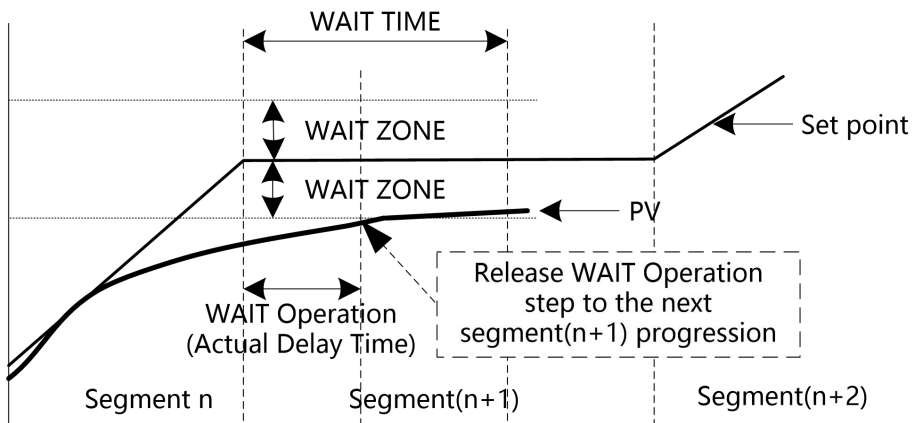 WAIT TIME
WAIT ZONE
Set point
WAIT ZONE
PV
Release WAIT Operation
step to the next
segment(n+1) progression
WAIT Operation
(Actual Delay Time)
Segment n
Segment(n+1)
Segment(n+2)